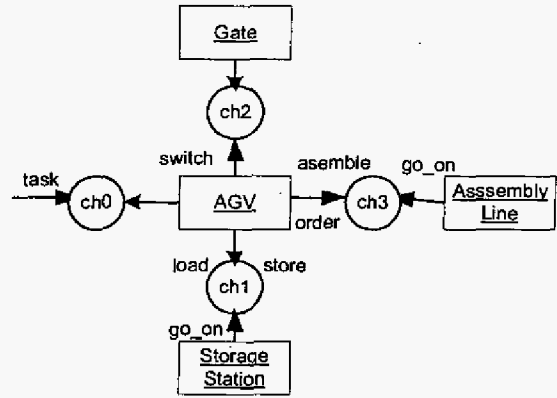 Gate
ch2
switch
asemble
go_on
task
ch0
AGV
ch3
Asssembly
Line
order
load
store
ch1
go_on
Storage
Station